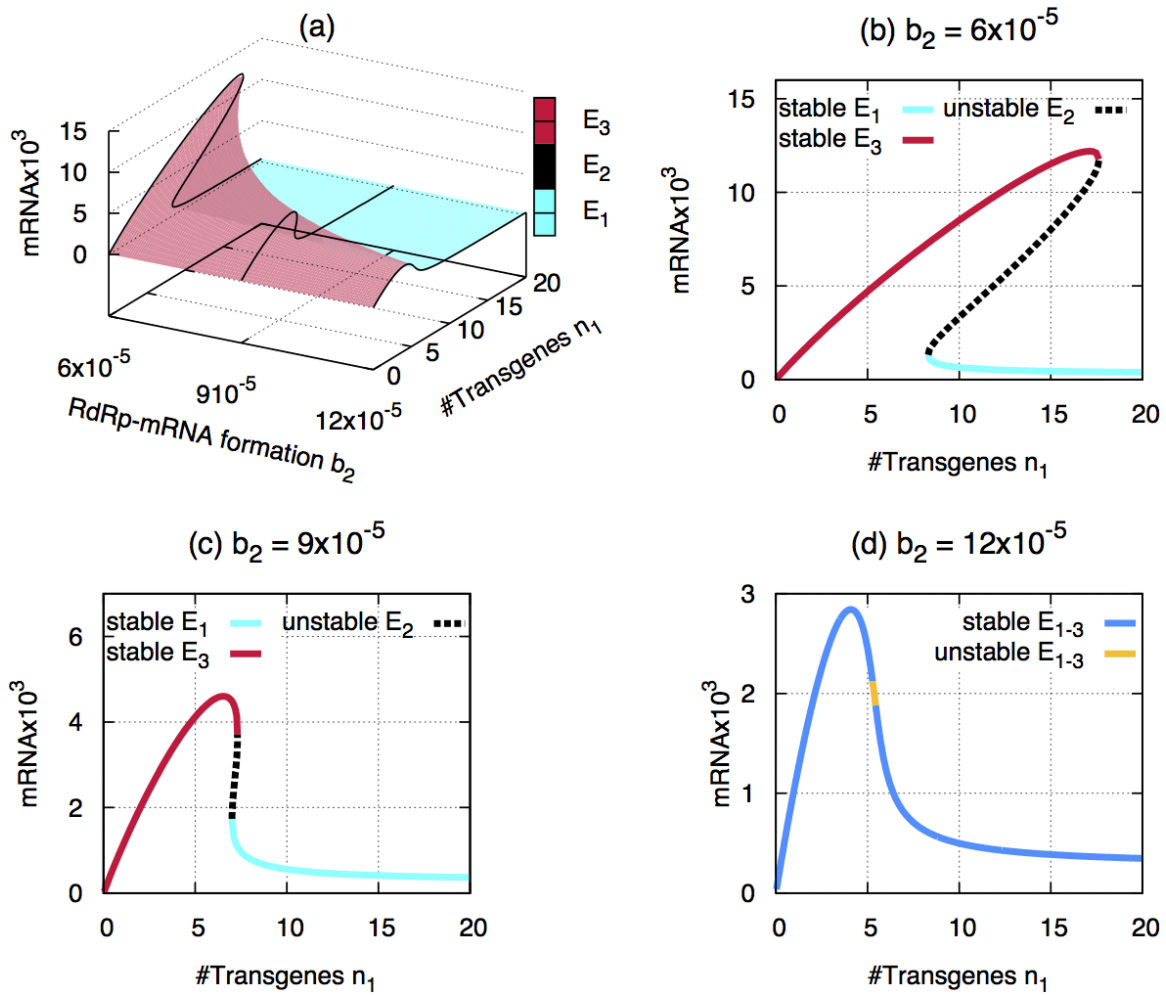 (a)
mRNAx10³
15
10
5
0
E₃
E₂
E₁
6x10⁻⁵
910⁻⁵
12x10⁻⁵
RdRp-mRNA formation b₂
0
5
10
15
20
#Transgenes n₁
(b) b₂ = 6x10⁻⁵
stable E₁ unstable E₂
stable E₃
mRNAx10³
15
10
5
0
0 5 10 15 20
#Transgenes n₁
(c) b₂ = 9x10⁻⁵
stable E₁ unstable E₂
stable E₃
mRNAx10³
6
4
2
0
0 5 10 15 20
#Transgenes n₁
(d) b₂ = 12x10⁻⁵
stable E₁₋₃
unstable E₁₋₃
mRNAx10³
3
2
1
0
0 5 10 15 20
#Transgenes n₁